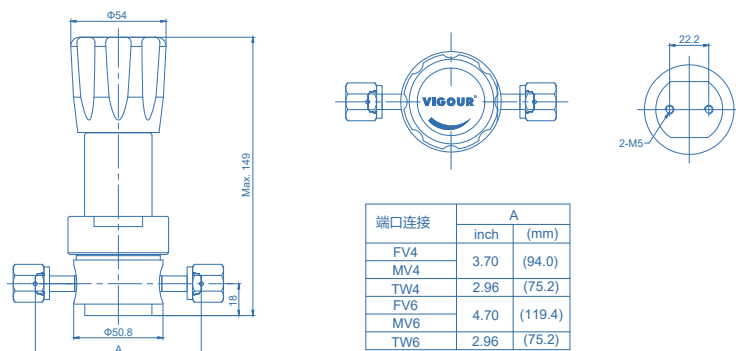 Φ54
Max. 149
18
Φ50.8
A
VIGOUR®
22.2
2-M5
端口连接 A
inch (mm)
FV4 3.70 (94.0)
MV4
TW4 2.96 (75.2)
FV6 4.70 (119.4)
MV6
TW6 2.96 (75.2)